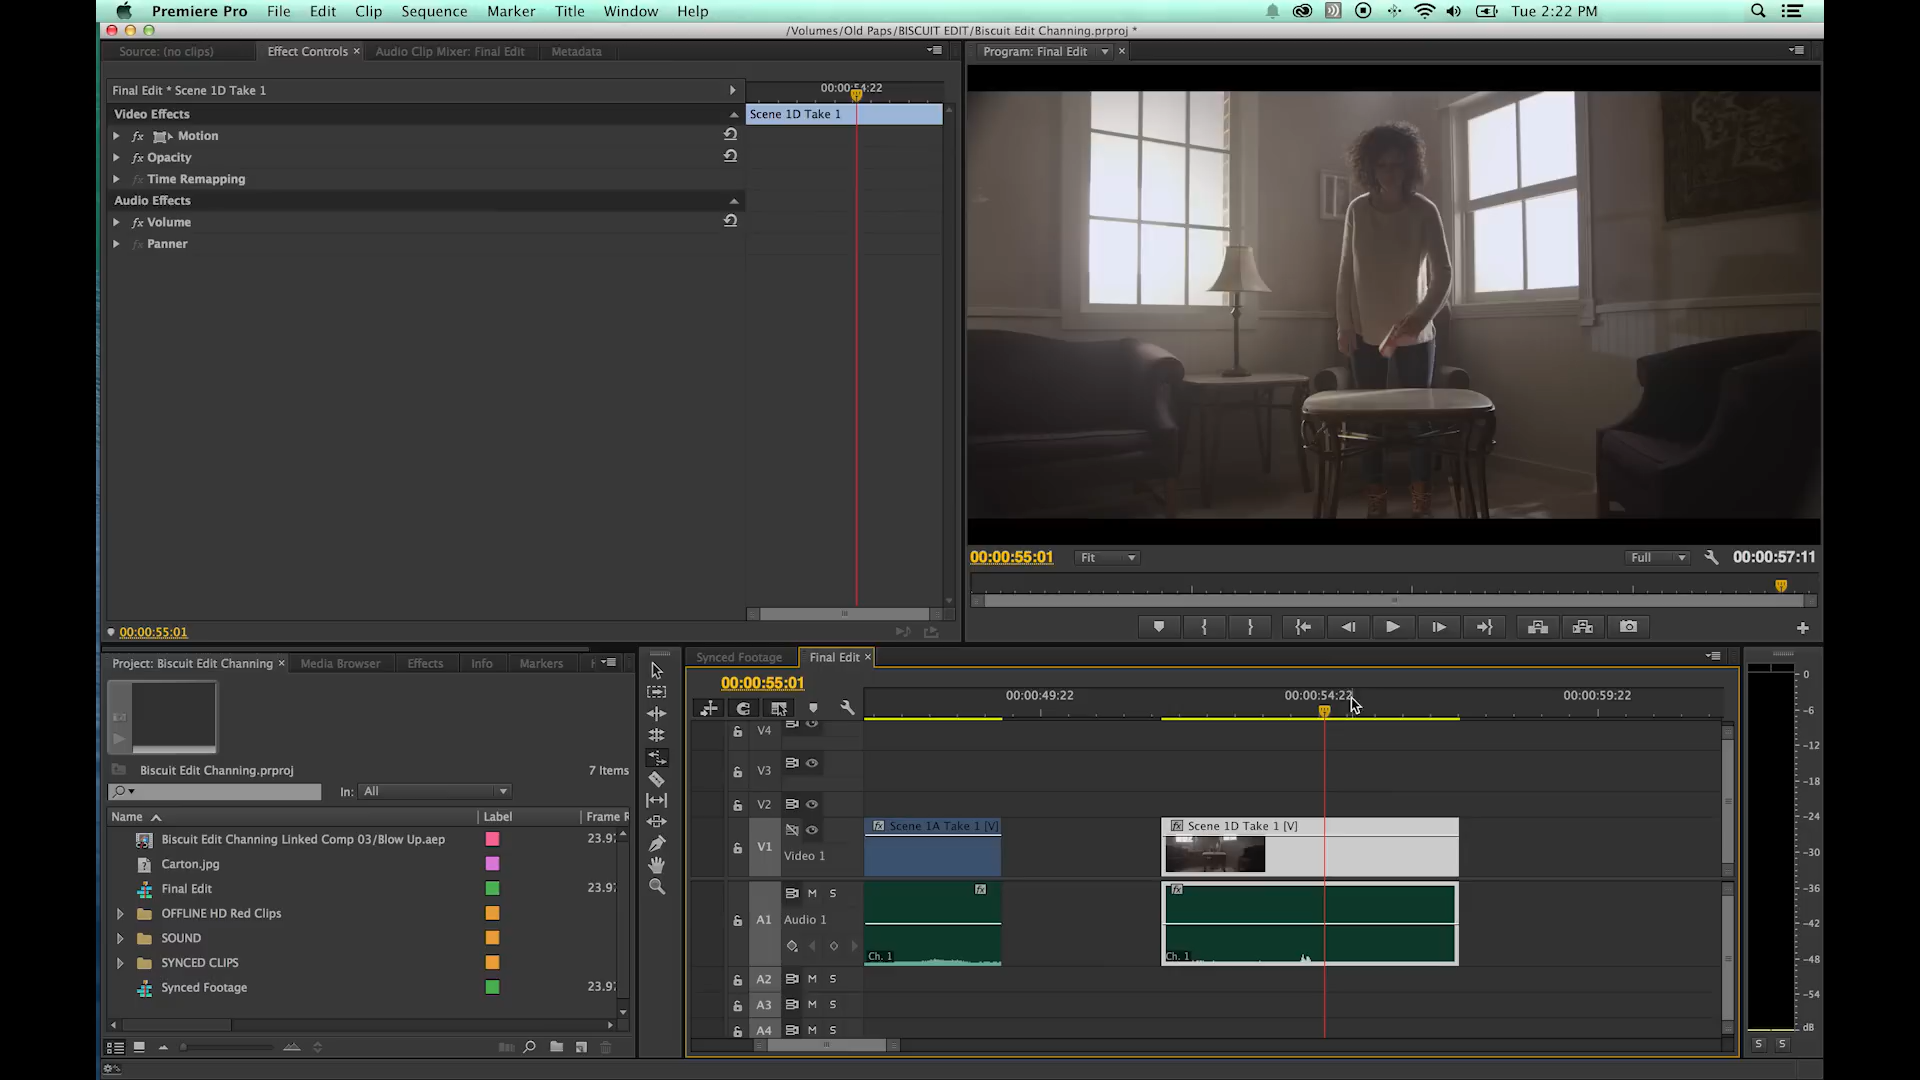 Premiere Pro File Edit Clip Sequence Marker Title Window Help Tue 2:22 PM
/Volumes/Old Paps/BISCUIT EDIT/Biscuit Edit Channing.prproj *
Source: (no clips) Effect Controls × Audio Clip Mixer: Final Edit Metadata
Program: Final Edit ×
Final Edit * Scene 1D Take 1
00:00:54:22
Video Effects
Scene 1D Take 1
fx Motion
fx Opacity
fx Time Remapping
Audio Effects
fx Volume
fx Panner
00:00:55:01 Fit Full 00:00:57:11
00:00:55:01
Project: Biscuit Edit Channing × Media Browser Effects Info Markers
Synced Footage Final Edit ×
00:00:55:01
00:00:49:22 00:00:54:22 00:00:59:22
Biscuit Edit Channing.prproj 7 Items
In: All
Name Label Frame R
Biscuit Edit Channing Linked Comp 03/Blow Up.aep 23.97
Carton.jpg
Final Edit 23.97
OFFLINE HD Red Clips
SOUND
SYNCED CLIPS
Synced Footage 23.97
V4
V3
V2
V1 Video 1
fx Scene 1A Take 1 [V] fx Scene 1D Take 1 [V]
A1 M S Audio 1
fx fx
Ch. 1 Ch. 1
A2 M S
A3 M S
A4 M S
0
-6
-12
-18
-24
-30
-36
-42
-48
-54
dB
S S